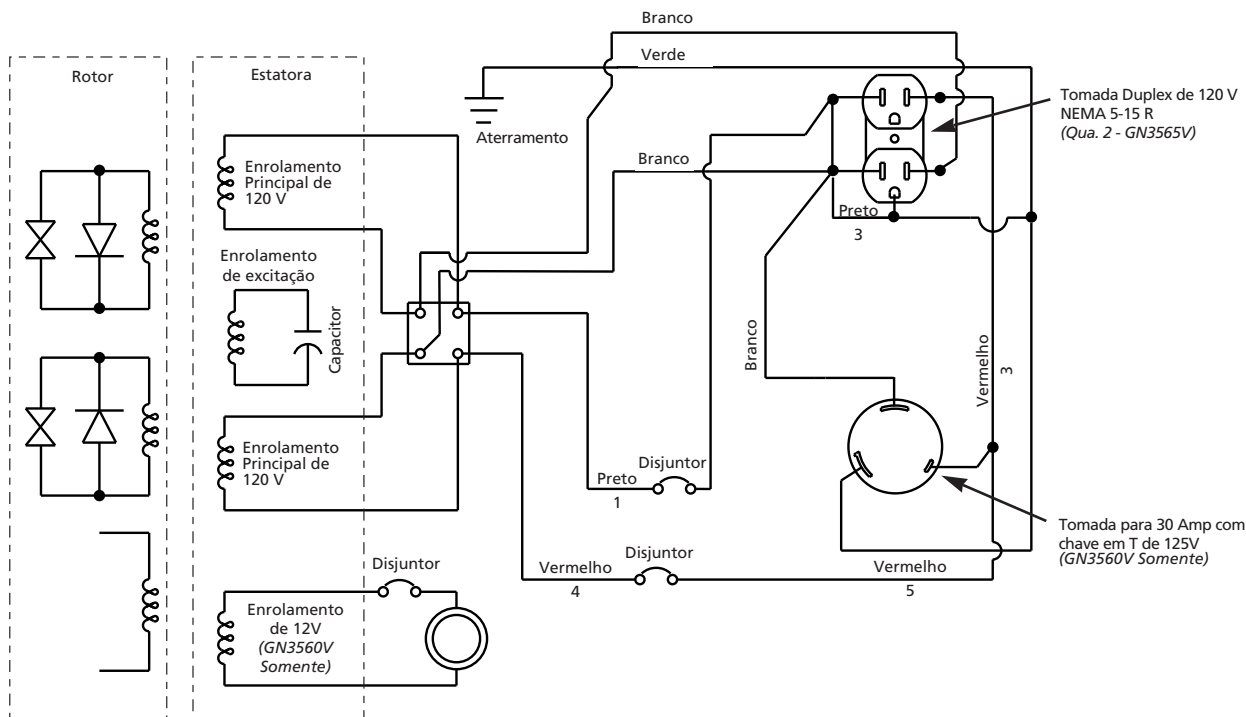 Branco
Verde
Rotor
Estatora
Aterramento
Tomada Duplex de 120 V
NEMA 5-15 R
(Qua. 2 - GN3565V)
Enrolamento
Principal de
120 V
Branco
Preto
3
Enrolamento
de excitação
Capacitor
Branco
Vermelho
3
Enrolamento
Principal de
120 V
Disjuntor
Preto
1
Tomada para 30 Amp com
chave em T de 125V
(GN3560V Somente)
Disjuntor
Disjuntor
Vermelho
4
Vermelho
5
Enrolamento
de 12V
(GN3560V
Somente)